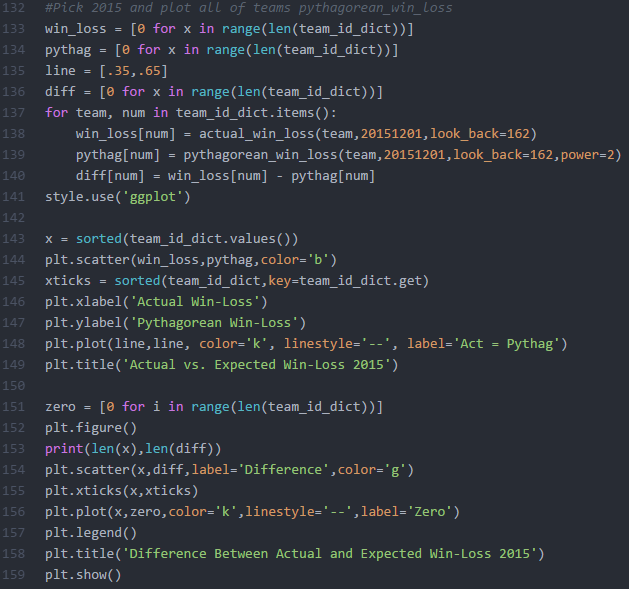 132 #Pick 2015 and plot all of teams pythagorean_win_loss
133 win_loss = [0 for x in range(len(team_id_dict))]
134 pythag = [0 for x in range(len(team_id_dict))]
135 line = [.35,.65]
136 diff = [0 for x in range(len(team_id_dict))]
137 for team, num in team_id_dict.items():
138     win_loss[num] = actual_win_loss(team,20151201,look_back=162)
139     pythag[num] = pythagorean_win_loss(team,20151201,look_back=162,power=2)
140     diff[num] = win_loss[num] - pythag[num]
141 style.use('ggplot')
142
143 x = sorted(team_id_dict.values())
144 plt.scatter(win_loss,pythag,color='b')
145 xticks = sorted(team_id_dict,key=team_id_dict.get)
146 plt.xlabel('Actual Win-Loss')
147 plt.ylabel('Pythagorean Win-Loss')
148 plt.plot(line,line, color='k', linestyle='--', label='Act = Pythag')
149 plt.title('Actual vs. Expected Win-Loss 2015')
150
151 zero = [0 for i in range(len(team_id_dict))]
152 plt.figure()
153 print(len(x),len(diff))
154 plt.scatter(x,diff,label='Difference',color='g')
155 plt.xticks(x,xticks)
156 plt.plot(x,zero,color='k',linestyle='--',label='Zero')
157 plt.legend()
158 plt.title('Difference Between Actual and Expected Win-Loss 2015')
159 plt.show()